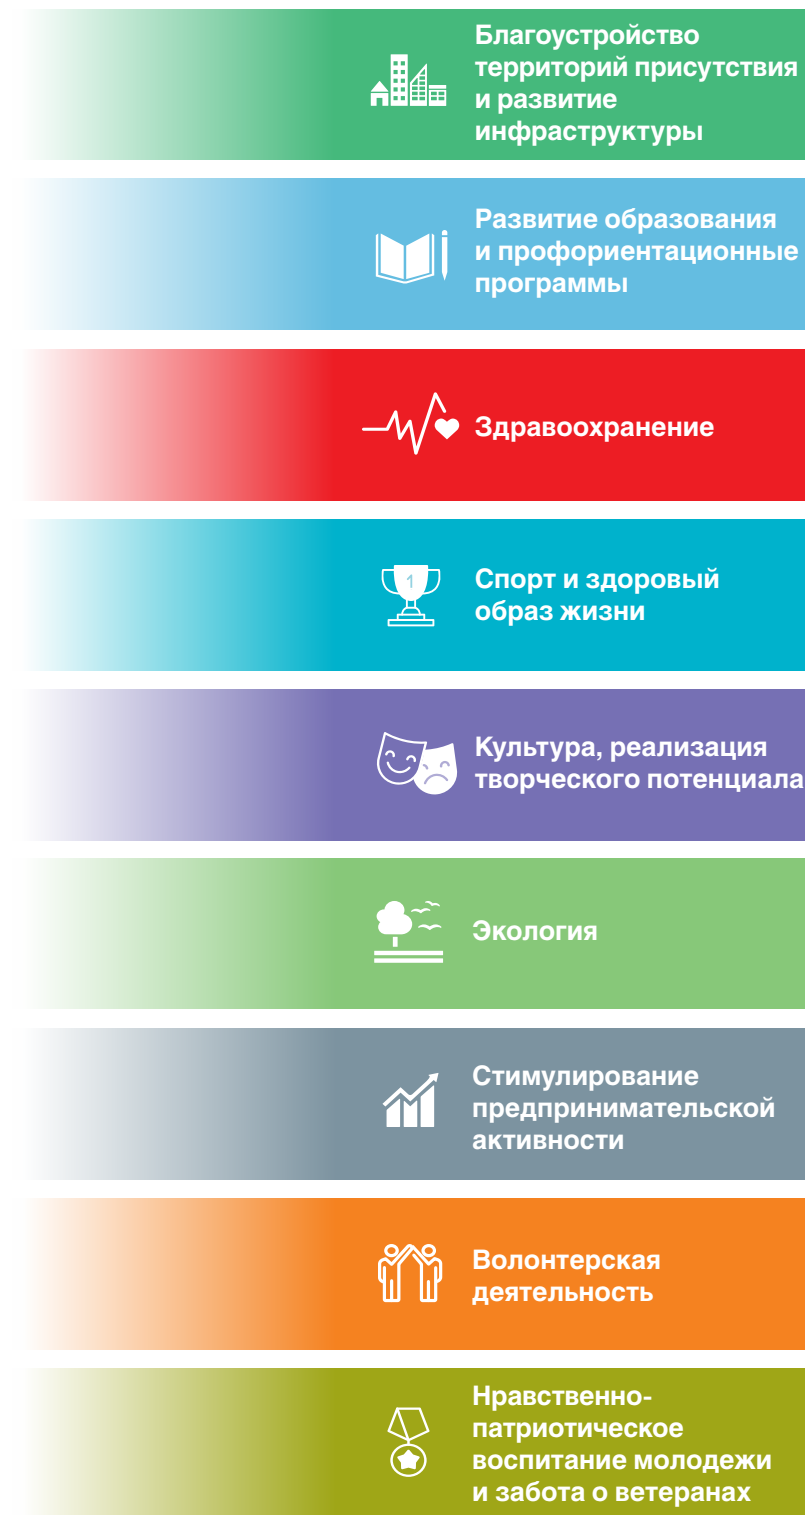 Благоустройство
территорий присутствия
и развитие
инфраструктуры
Развитие образования
и профориентационные
программы
Здравоохранение
1
Спорт и здоровый
образ жизни
Культура, реализация
творческого потенциала
Экология
Стимулирование
предпринимательской
активности
Волонтерская
деятельность
Нравственно-
патриотическое
воспитание молодежи
и забота о ветеранах